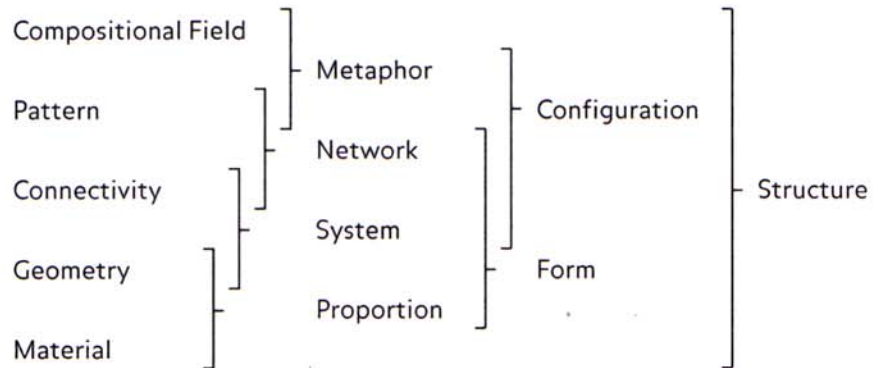 Compositional Field
Metaphor
Pattern
Configuration
Network
Connectivity
Structure
System
Geometry
Form
Proportion
Material